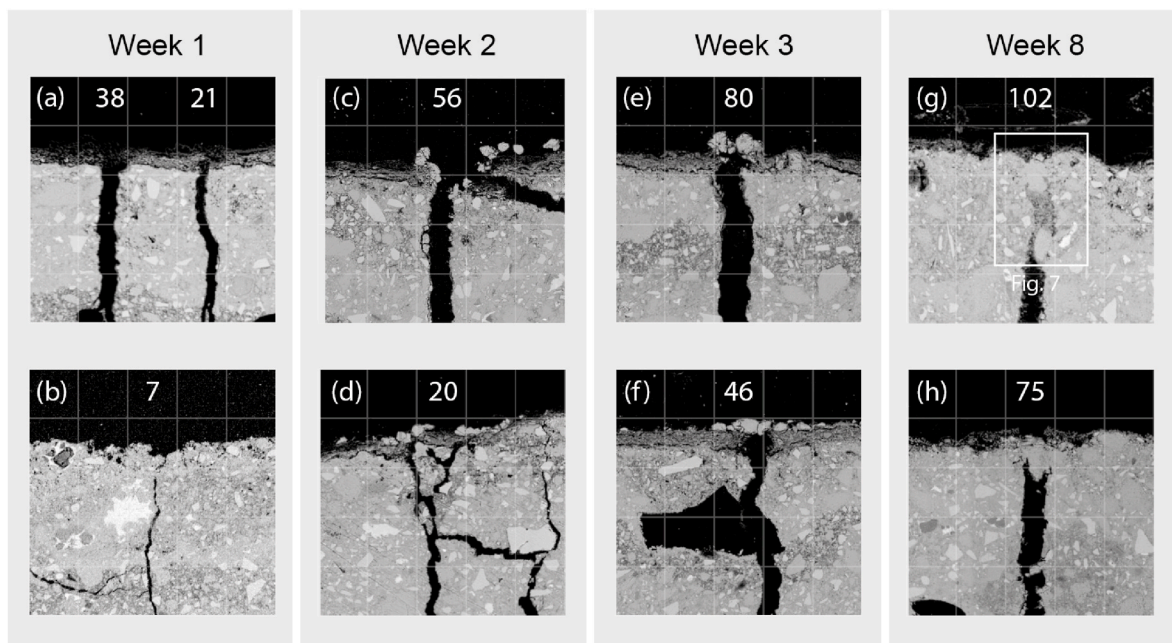 Week 1
Week 2
Week 3
Week 8
(a) 38 21
(c) 56
(e) 80
(g) 102
Fig. 7
(b) 7
(d) 20
(f) 46
(h) 75